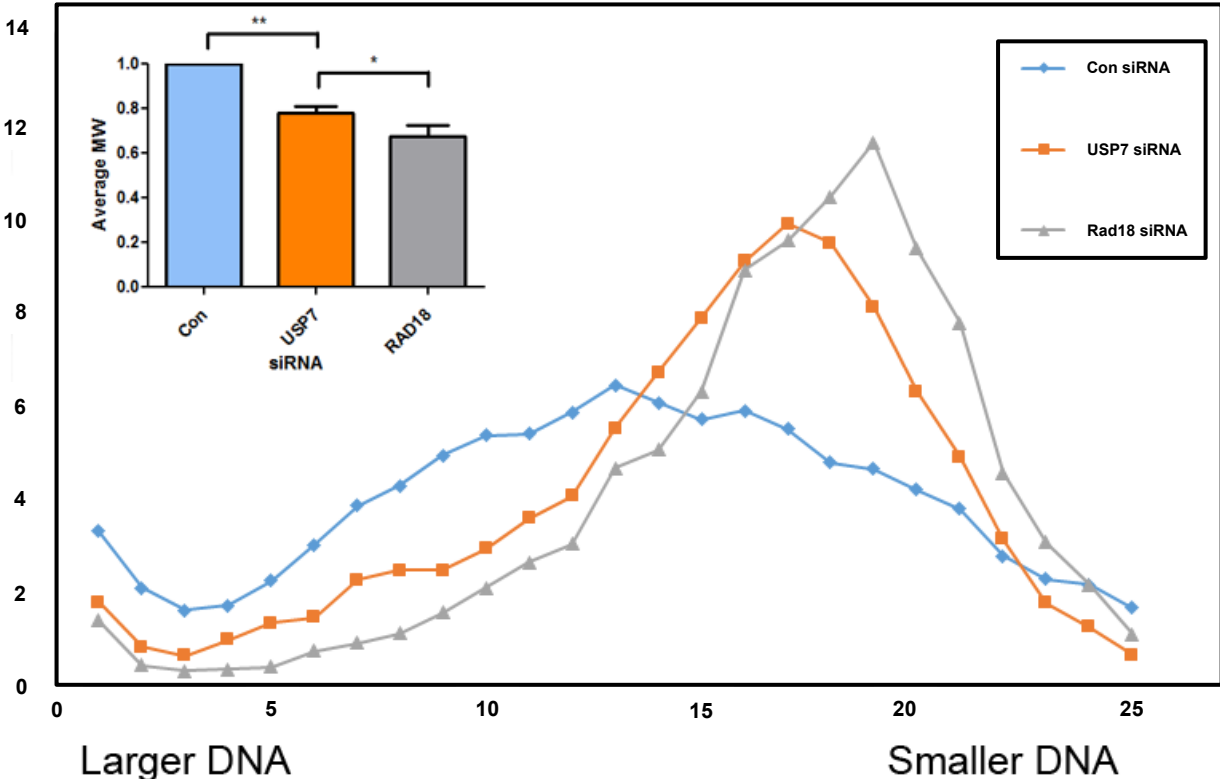 14
12
10
8
6
4
2
0
0 5 10 15 20 25
Larger DNA Smaller DNA
** 
*
Average MW
1.0
0.8
0.6
0.4
0.2
0.0
Con USP7 RAD18
siRNA
Con siRNA
USP7 siRNA
Rad18 siRNA